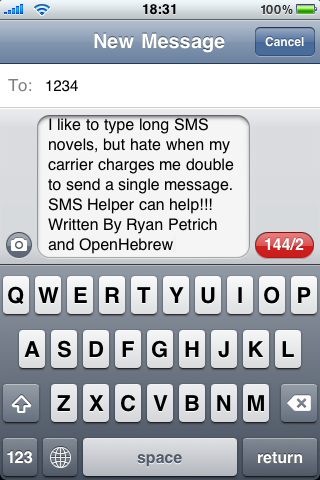 18:31 100%
New Message Cancel
To: 1234
I like to type long SMS
novels, but hate when my
carrier charges me double
to send a single message.
SMS Helper can help!!!
Written By Ryan Petrich
and OpenHebrew
144/2
Q W E R T Y U I O P
A S D F G H J K L
Z X C V B N M
123 space return